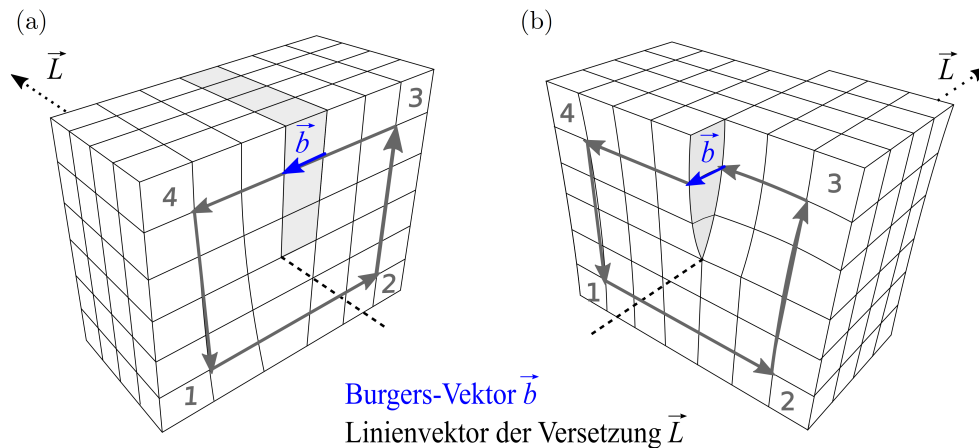 (a)
(b)
L⃗
L⃗
3
4
b⃗
4
b⃗
3
2
1
1
2
Burgers-Vektor b⃗
Linienvektor der Versetzung L⃗